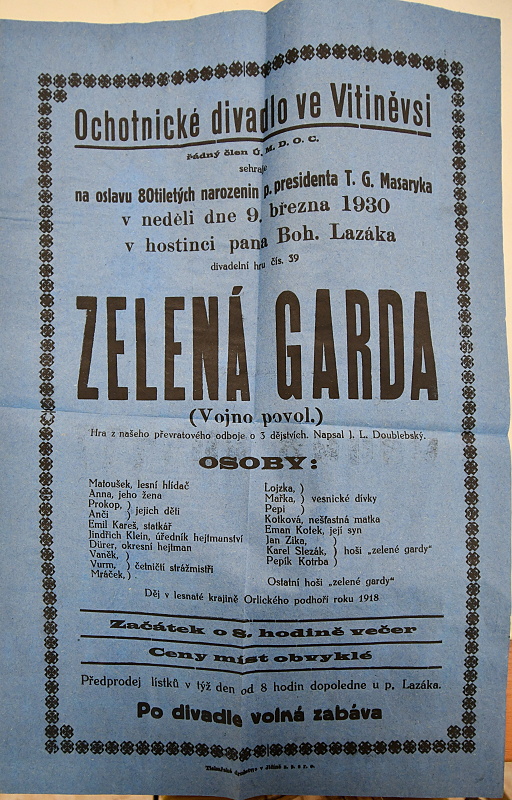 Ochotnické divadlo ve Vitiněvsi
řádný člen Ú. M. D. O. C.
sehraje
na oslavu 80tiletých narozenin p. presidenta T. G. Masaryka
v neděli dne 9. března 1930
v hostinci pana Boh. Lazáka
divadelní hru čís. 39
ZELENÁ GARDA
(Vojno povol.)
Hra z našeho převratového odboje o 3 dějstvích. Napsal J. L. Doublebský.
OSOBY:
Matoušek, lesní hlídač
Anna, jeho žena
Prokop, )
Anči ) jejich děti
Emil Kareš, statkář
Jindřich Klein, úředník hejtmunství
Dürer, okresní hejtman
Vaněk, )
Vurm, ) četničtí strážmistři
Mráček, )
Lojzka, )
Mařka, ) vesnické dívky
Pepi )
Kotková, nešťastná matka
Eman Kotek, její syn
Jan Zika, )
Karel Slezák, ) hoši „zelené gardy"
Pepík Kotrba )
Ostatní hoši „zelené gardy"
Děj v lesnaté krajině Orlického podhoří roku 1918
Začátek o 8. hodině večer
Ceny míst obvyklé
Předprodej lístků v týž den od 8 hodin dopoledne u p. Lazáka.
Po divadle volná zábava
v Jičíně s. s r. o.